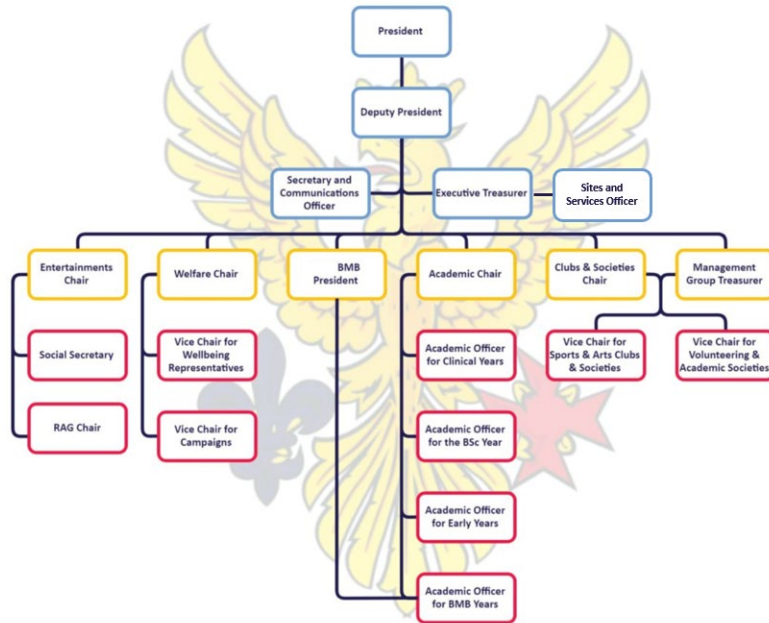 President
Deputy President
Secretary and
Communications
Officer
Executive Treasurer
Sites and
Services Officer
Entertainments
Chair
Welfare Chair
BMB
President
Academic Chair
Clubs & Societies
Chair
Management
Group Treasurer
Social Secretary
Vice Chair for
Wellbeing
Representatives
Academic Officer
for Clinical Years
Vice Chair for
Sports & Arts Clubs
& Societies
Vice Chair for
Volunteering &
Academic Societies
RAG Chair
Vice Chair for
Campaigns
Academic Officer
for the BSc Year
Academic Officer
for Early Years
Academic Officer
for BMB Years